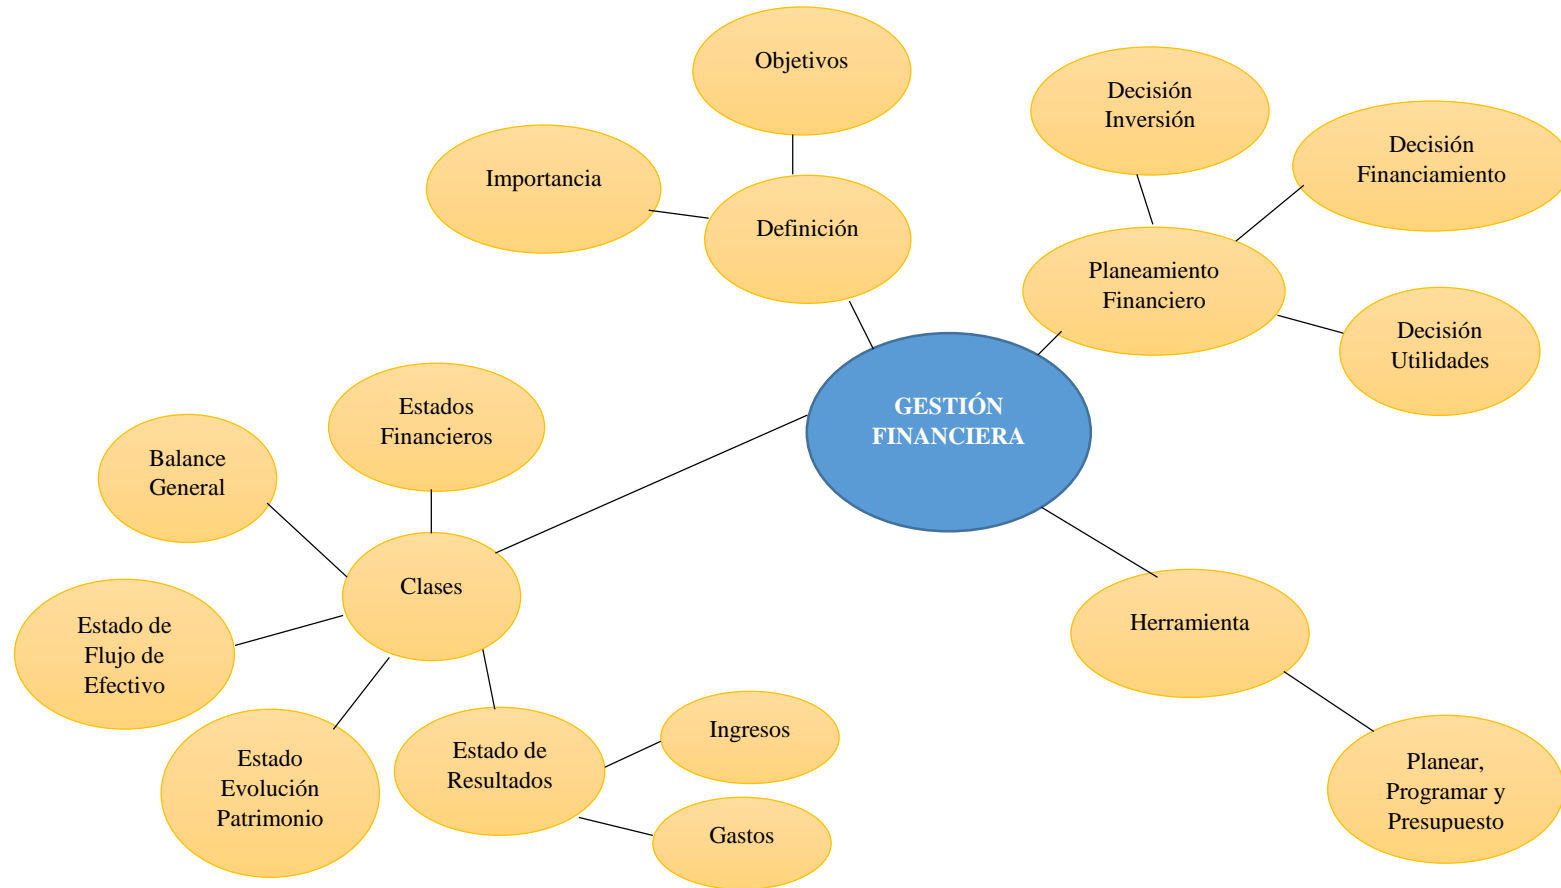 Objetivos
Importancia
Definición
Decisión
Inversión
Decisión
Financiamiento
Planeamiento
Financiero
Decisión
Utilidades
GESTIÓN
FINANCIERA
Estados
Financieros
Balance
General
Clases
Estado de
Flujo de
Efectivo
Estado
Evolución
Patrimonio
Estado de
Resultados
Ingresos
Gastos
Herramienta
Planear,
Programar y
Presupuesto